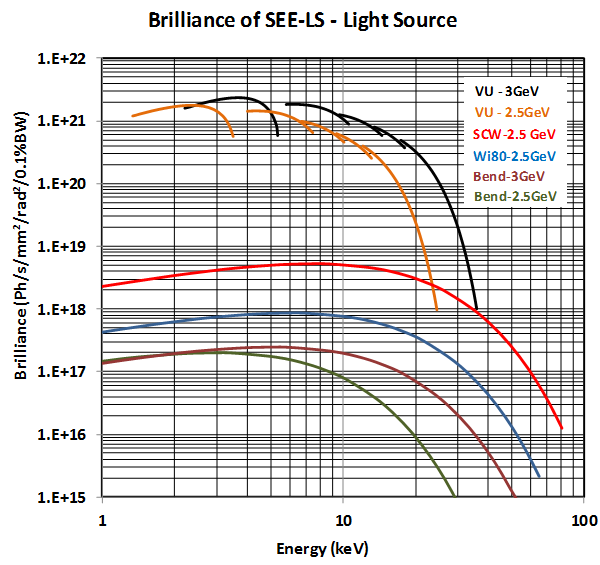 Brilliance of SEE-LS - Light Source
1.E+22
1.E+21
1.E+20
1.E+19
1.E+18
1.E+17
1.E+16
1.E+15
Brilliance (Ph/s/mm²/rad²/0.1%BW)
VU - 3GeV
VU - 2.5GeV
SCW-2.5 GeV
Wi80-2.5GeV
Bend-3GeV
Bend-2.5GeV
1
10
100
Energy (keV)